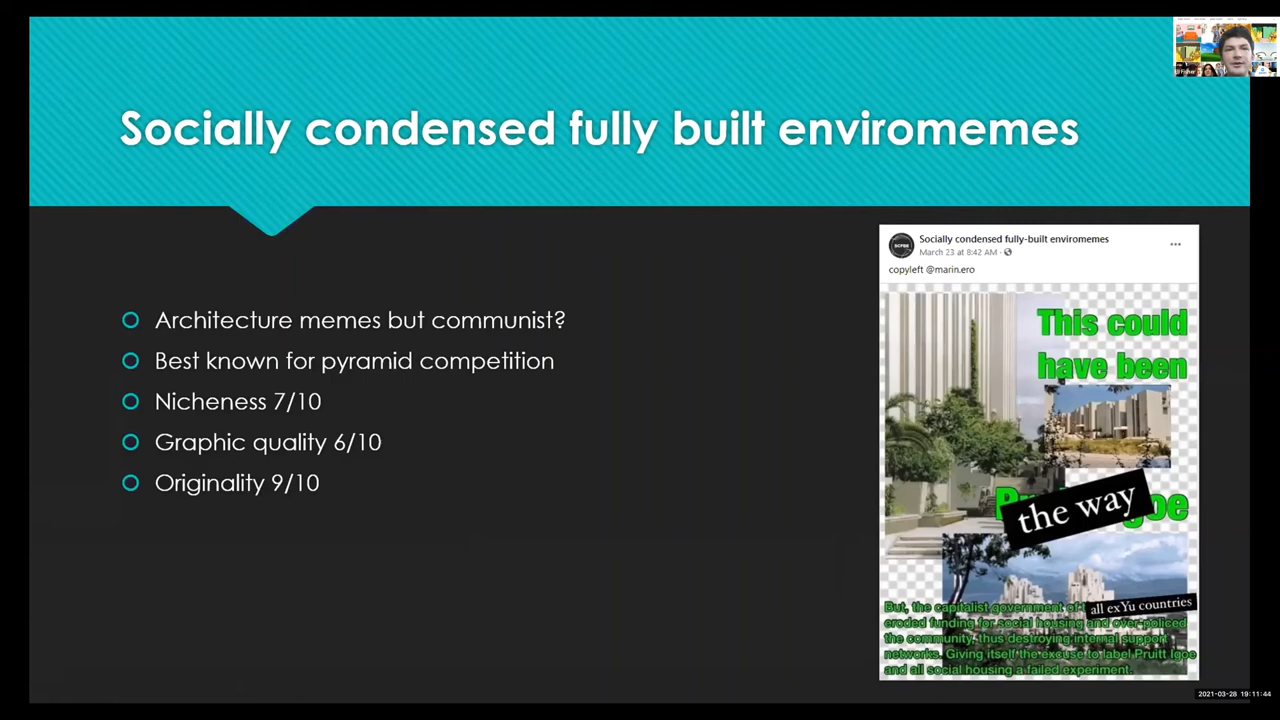 Socially condensed fully built enviromemes
Architecture memes but communist?
Best known for pyramid competition
Nicheness 7/10
Graphic quality 6/10
Originality 9/10
Socially condensed fully-built enviromemes
March 23 at 8:42 AM
copyleft @marin.ero
This could
have been
the way
But, the capitalist government of
all exYu countries
eroded funding for social housing and over-policed
the community, thus destroying internal support
networks. Giving itself the excuse to label Pruitt Igoe
and all social housing a failed experiment.
Fisher
2021-03-28 19:11:44